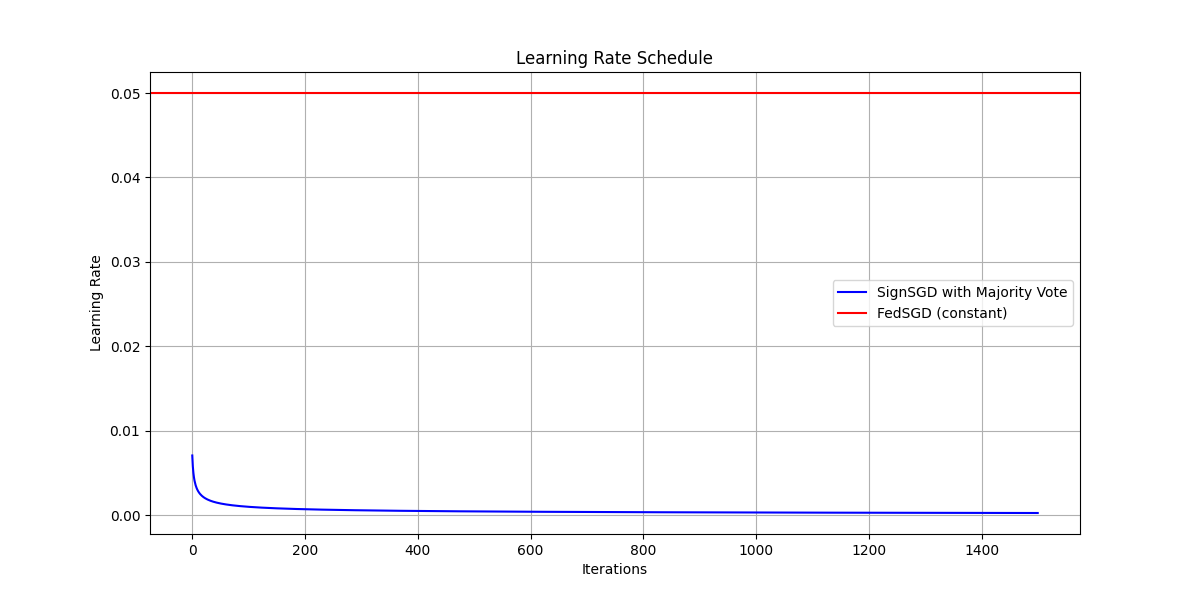 Learning Rate Schedule
0.05
0.04
0.03
0.02
0.01
0.00
Learning Rate
SignSGD with Majority Vote
FedSGD (constant)
0 200 400 600 800 1000 1200 1400
Iterations